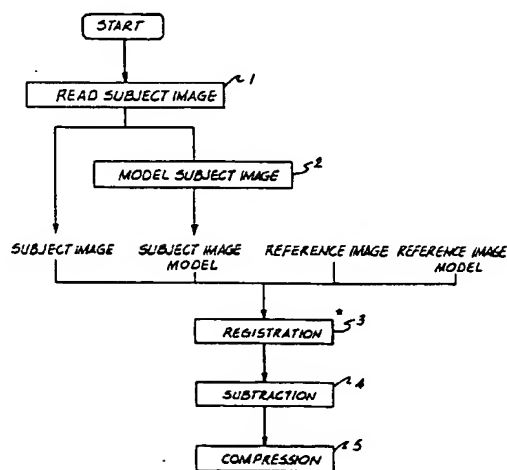 START
READ SUBJECT IMAGE
1
MODEL SUBJECT IMAGE
2
SUBJECT IMAGE
SUBJECT IMAGE
MODEL
REFERENCE IMAGE
REFERENCE IMAGE
MODEL
REGISTRATION
* 3
SUBTRACTION
4
COMPRESSION
5